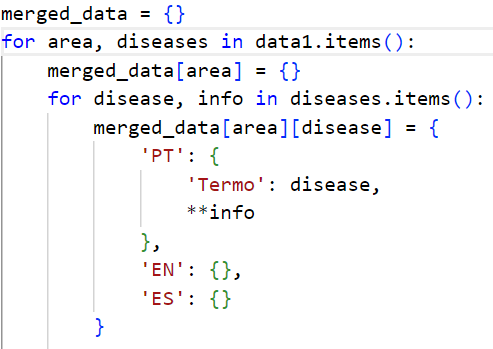 merged_data = {}
for area, diseases in data1.items():
    merged_data[area] = {}
    for disease, info in diseases.items():
        merged_data[area][disease] = {
            'PT': {
                'Termo': disease,
                **info
            },
            'EN': {},
            'ES': {}
        }